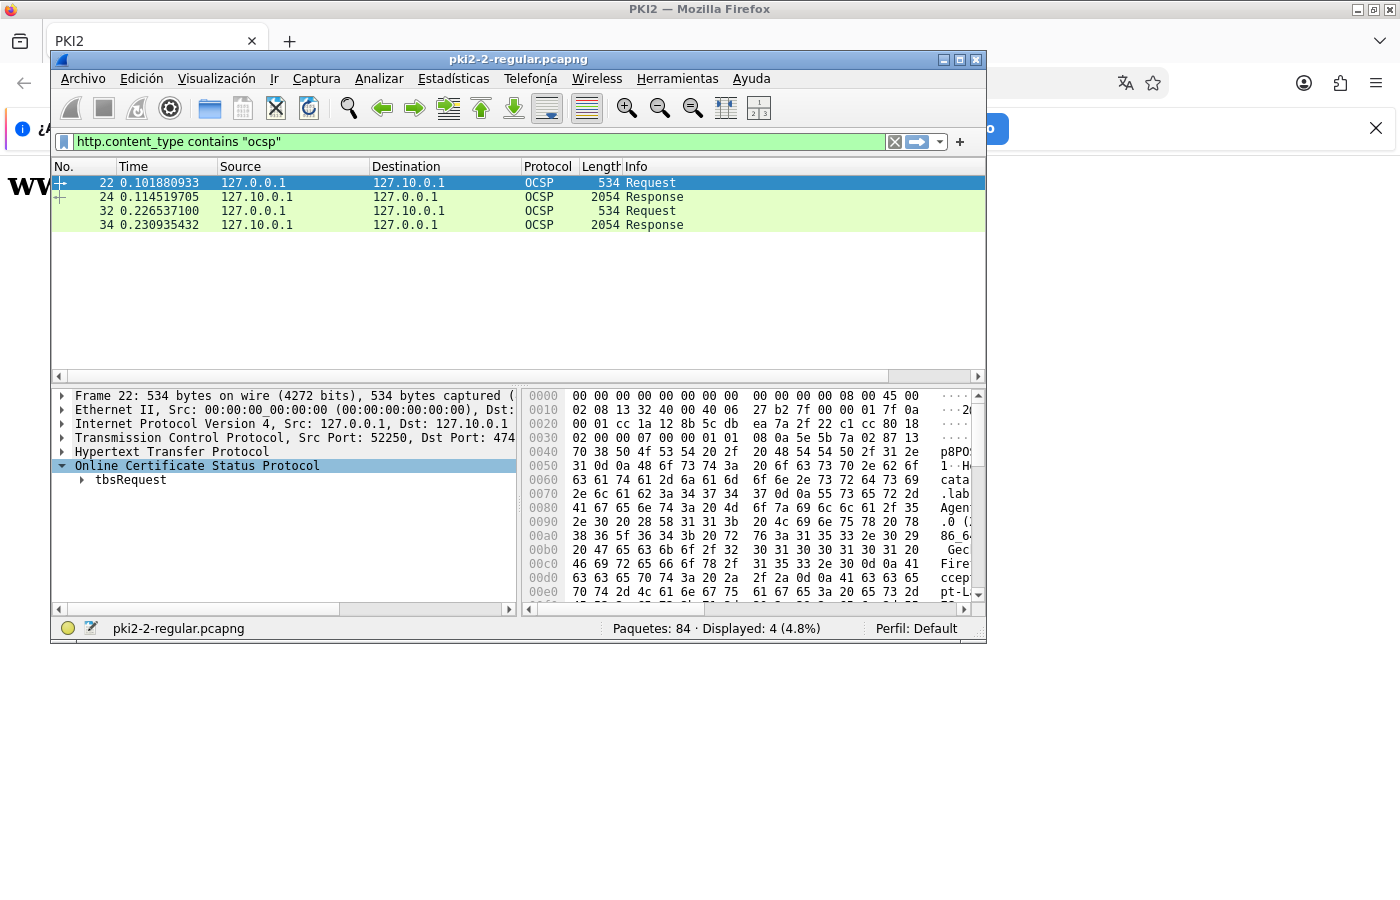 PKI2 — Mozilla Firefox
PKI2
pki2-2-regular.pcapng
Archivo Edición Visualización Ir Captura Analizar Estadísticas Telefonía Wireless Herramientas Ayuda
http.content_type contains "ocsp"
No. Time Source Destination Protocol Length Info
22 0.101880933 127.0.0.1 127.10.0.1 OCSP 534 Request
24 0.114519705 127.10.0.1 127.0.0.1 OCSP 2054 Response
32 0.226537100 127.0.0.1 127.10.0.1 OCSP 534 Request
34 0.230935432 127.10.0.1 127.0.0.1 OCSP 2054 Response
Frame 22: 534 bytes on wire (4272 bits), 534 bytes captured (
Ethernet II, Src: 00:00:00_00:00:00 (00:00:00:00:00:00), Dst:
Internet Protocol Version 4, Src: 127.0.0.1, Dst: 127.10.0.1
Transmission Control Protocol, Src Port: 52250, Dst Port: 474
Hypertext Transfer Protocol
Online Certificate Status Protocol
tbsRequest
0000 00 00 00 00 00 00 00 00 00 00 00 00 08 00 45 00 ····
0010 02 08 13 32 40 00 40 06 27 b2 7f 00 00 01 7f 0a ···2@
0020 00 01 cc 1a 12 8b 5c db ea 7a 2f 22 c1 cc 80 18 ····
0030 02 00 00 07 00 00 01 01 08 0a 5e 5b 7a 02 87 13 ····
0040 70 38 50 4f 53 54 20 2f 20 48 54 54 50 2f 31 2e p8PO
0050 31 0d 0a 48 6f 73 74 3a 20 6f 63 73 70 2e 62 6f 1··H
0060 63 61 74 61 2d 6a 61 6d 6f 6e 2e 73 72 64 73 69 cata
0070 2e 6c 61 62 3a 34 37 34 37 0d 0a 55 73 65 72 2d .lab
0080 41 67 65 6e 74 3a 20 4d 6f 7a 69 6c 6c 61 2f 35 Agen
0090 2e 30 20 28 58 31 31 3b 20 4c 69 6e 75 78 20 78 .0 (
00a0 38 36 5f 36 34 3b 20 72 76 3a 31 35 33 2e 30 29 86_64
00b0 20 47 65 63 6b 6f 2f 32 30 31 30 30 31 30 31 20 Gec
00c0 46 69 72 65 66 6f 78 2f 31 35 33 2e 30 0d 0a 41 Fire
00d0 63 63 65 70 74 3a 20 2a 2f 2a 0d 0a 41 63 63 65 ccep
00e0 70 74 2d 4c 61 6e 67 75 61 67 65 3a 20 65 73 2d pt-L
pki2-2-regular.pcapng Paquetes: 84 · Displayed: 4 (4.8%) Perfil: Default